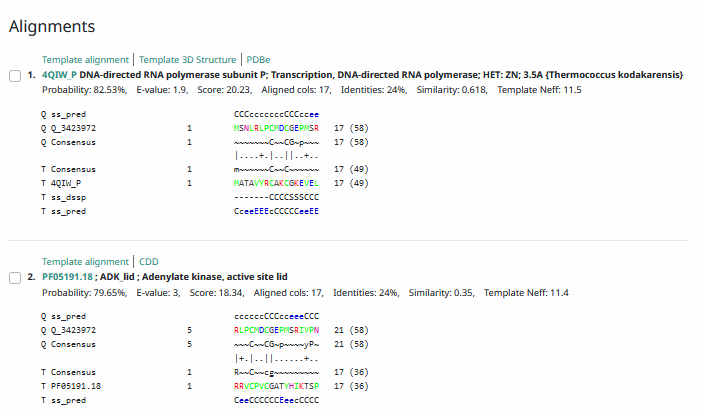 Alignments
Template alignment | Template 3D Structure | PDBe
1. 4QIW_P DNA-directed RNA polymerase subunit P; Transcription, DNA-directed RNA polymerase; HET: ZN; 3.5A {Thermococcus kodakarensis}
Probability: 82.53%, E-value: 1.9, Score: 20.23, Aligned cols: 17, Identities: 24%, Similarity: 0.618, Template Neff: 11.5
Q ss_pred CCCccccccCCCccee
Q Q_3423972 1 MSNLRLPCMDCGEPMSR 17 (58)
Q Consensus 1 ~~~~~~~C~~CG~p~~~ 17 (58)
|....+.|..||..+..
T Consensus 1 m~~~~~~C~~C~~~~~~ 17 (49)
T 4QIW_P 1 MATAVYRCAKCGKEVEL 17 (49)
T ss_dssp -------CCCCSSSCCC
T ss_pred CceeEEEcCCCCCeeEE
Q ss_pred ccccccCCCcceeeCCC
Q Q_3423972 5 RLPCMDCGEPMSRIYPN 21 (58)
Q Consensus 5 ~~~C~~CG~p~~~~yP~ 21 (58)
|+.|..||......+..
T Consensus 1 R~~C~~cg~~~~~~~~~ 17 (36)
T PF05191.18 1 RRVCPVCGATYHIKTSP 17 (36)
T ss_pred CeeCCCCCCEeecCCCC
Template alignment | CDD
2. PF05191.18 ; ADK_lid ; Adenylate kinase, active site lid
Probability: 79.65%, E-value: 3, Score: 18.34, Aligned cols: 17, Identities: 24%, Similarity: 0.35, Template Neff: 11.4